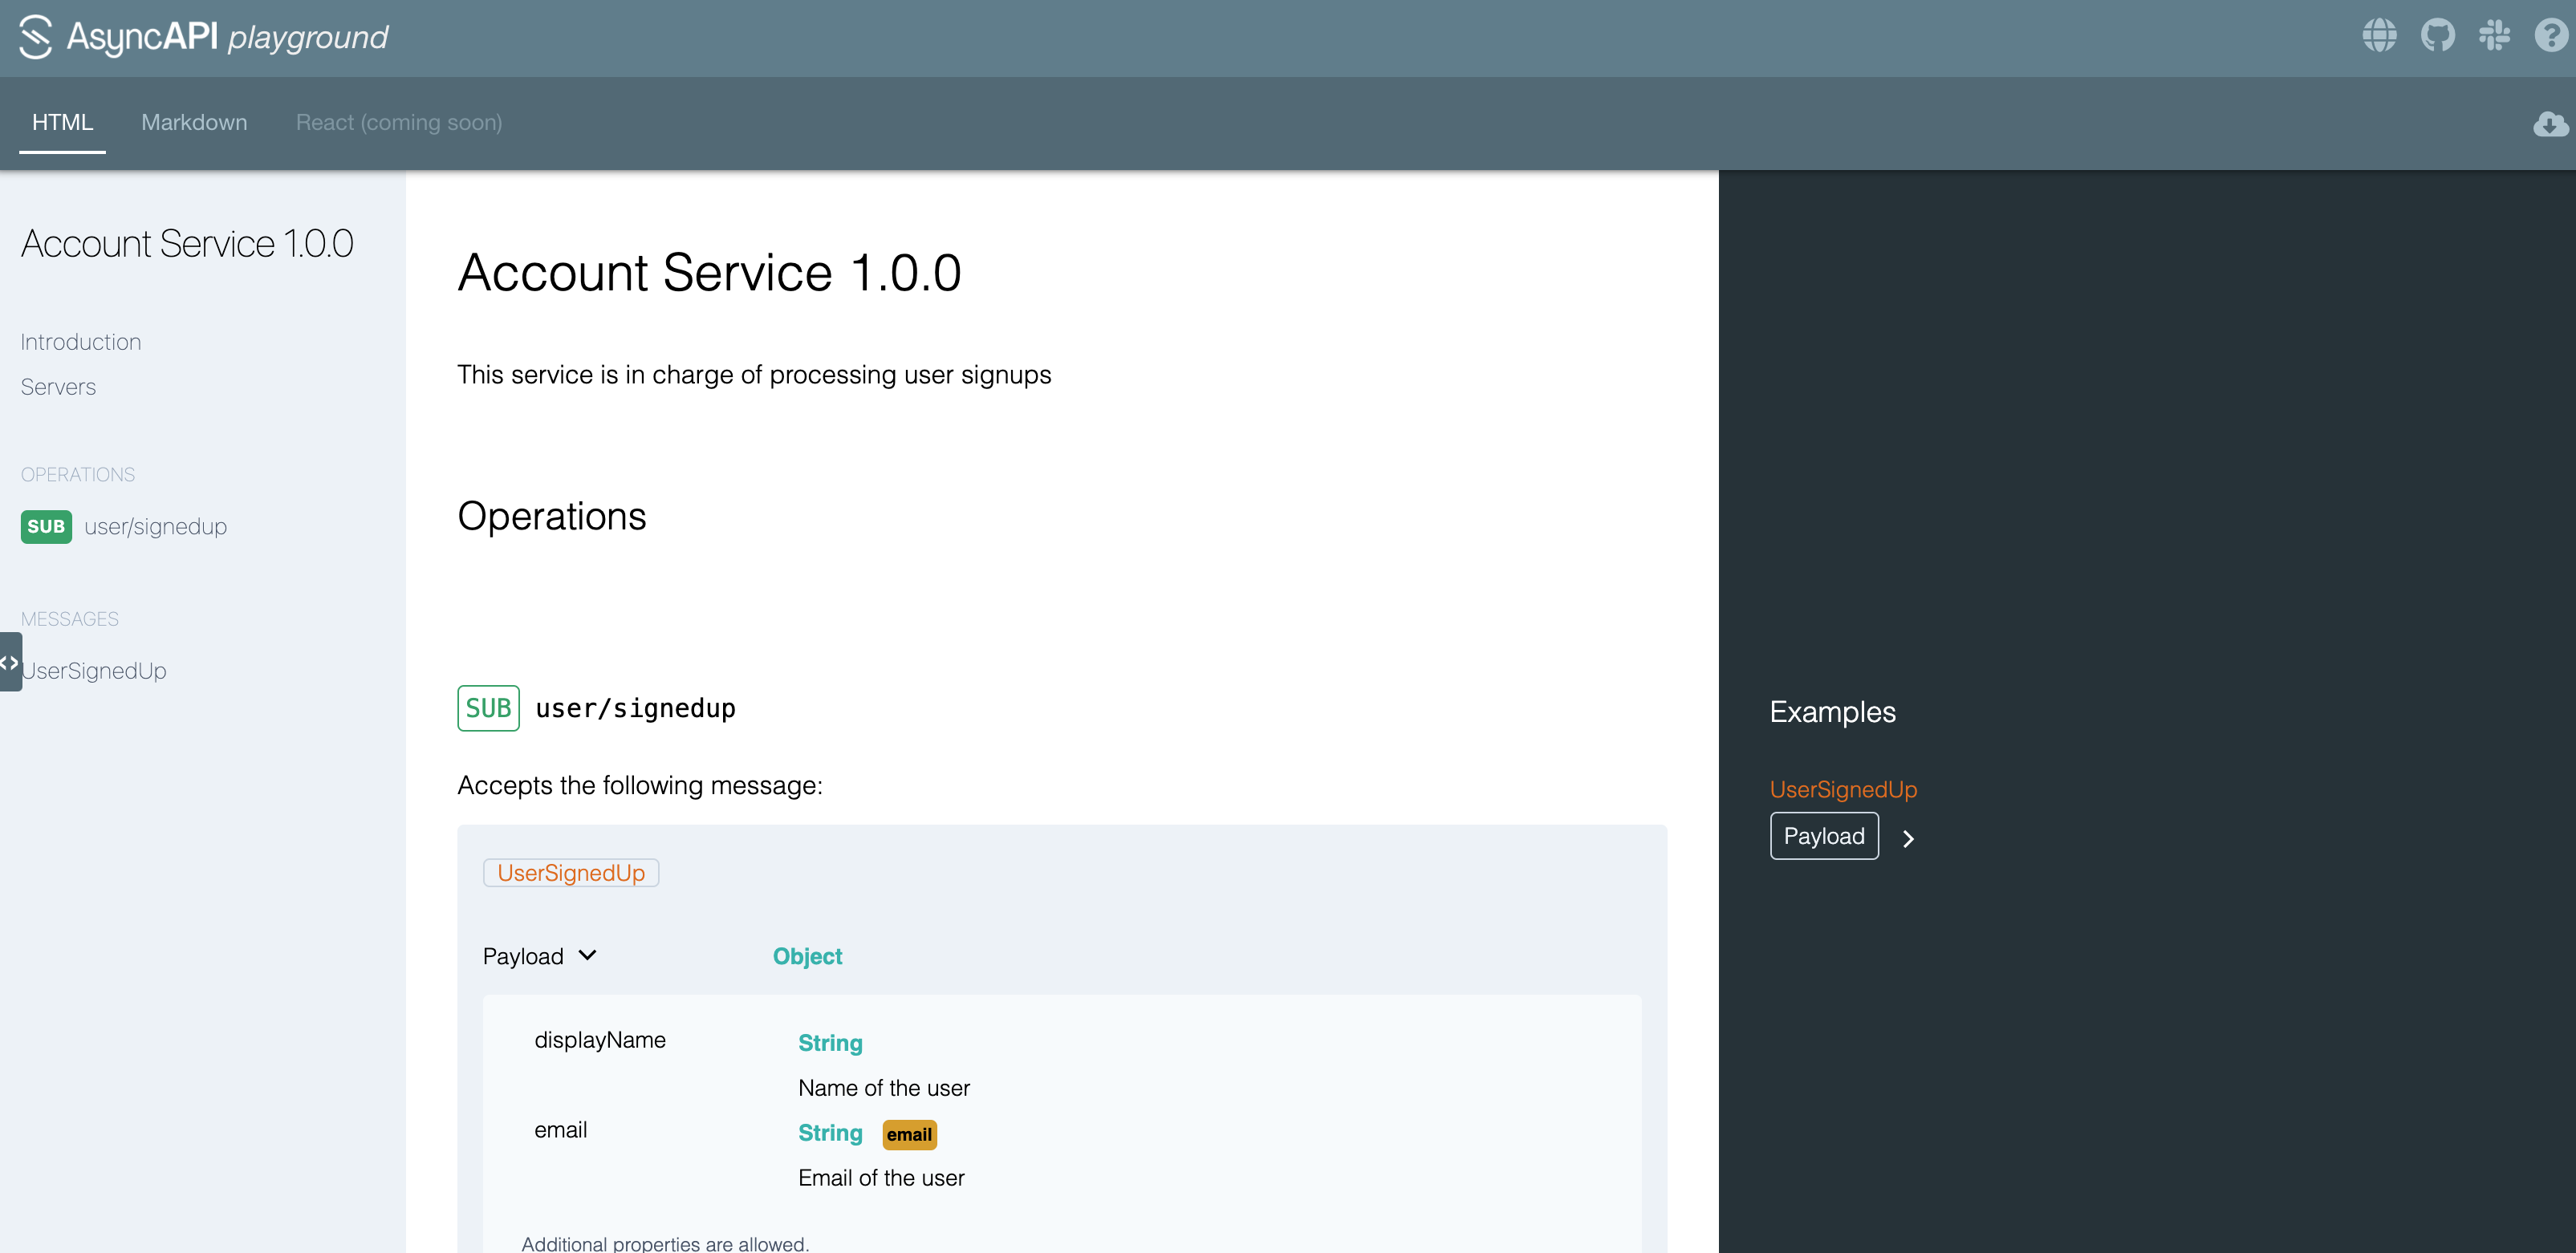 AsyncAPI playground
HTML Markdown React (coming soon)
Account Service 1.0.0
Introduction
Servers
OPERATIONS
SUB user/signedup
MESSAGES
UserSignedUp
Account Service 1.0.0
This service is in charge of processing user signups
Operations
SUB user/signedup
Accepts the following message:
UserSignedUp
Payload Object
displayName String
Name of the user
email String email
Email of the user
Additional properties are allowed.
Examples
UserSignedUp
Payload